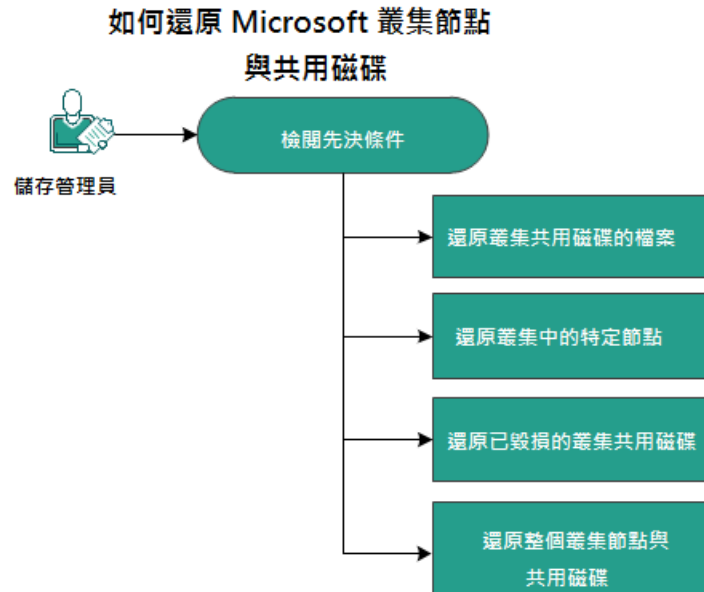 如何還原 Microsoft 叢集節點
與共用磁碟
檢閱先決條件
儲存管理員
還原叢集共用磁碟的檔案
還原叢集中的特定節點
還原已毀損的叢集共用磁碟
還原整個叢集節點與
共用磁碟